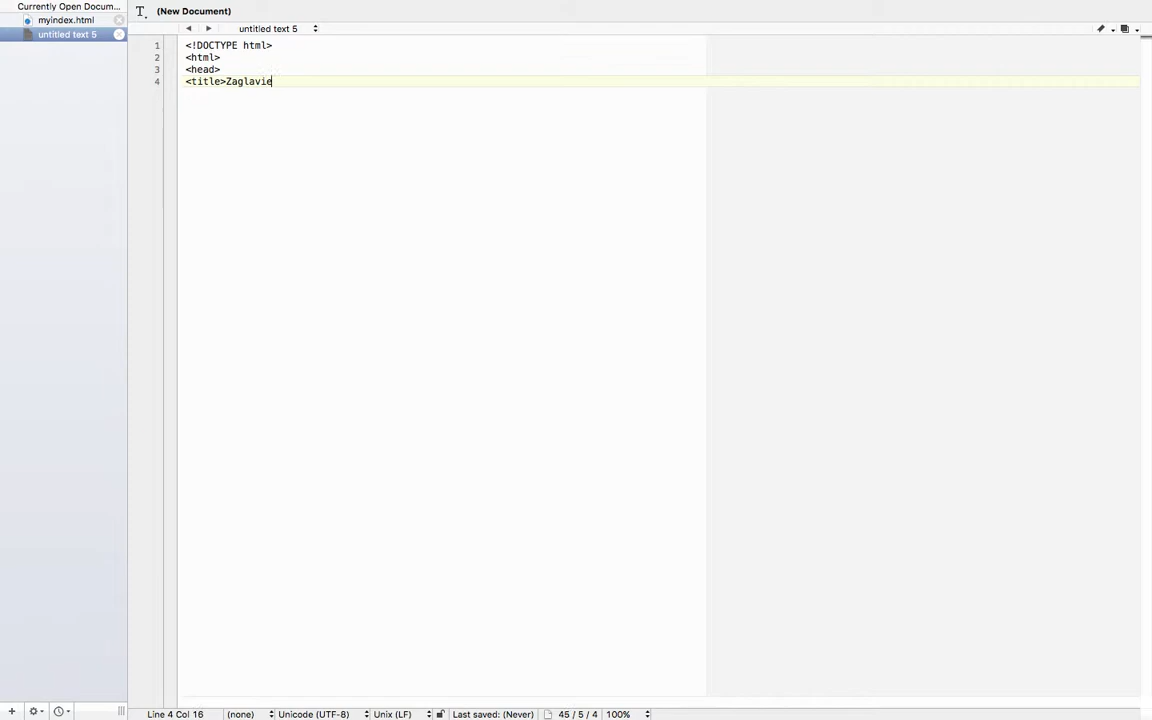 Currently Open Docum...
T. (New Document)
myindex.html
untitled text 5
untitled text 5
1 <!DOCTYPE html>
2 <html>
3 <head>
4 <title>Zaglavie
Line 4 Col 16 (none) Unicode (UTF-8) Unix (LF) Last saved: (Never) 45 / 5 / 4 100%